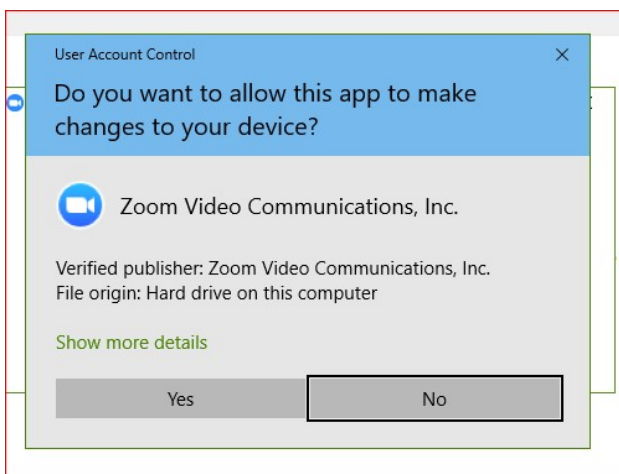 User Account Control
Do you want to allow this app to make
changes to your device?
Zoom Video Communications, Inc.
Verified publisher: Zoom Video Communications, Inc.
File origin: Hard drive on this computer
Show more details
Yes
No